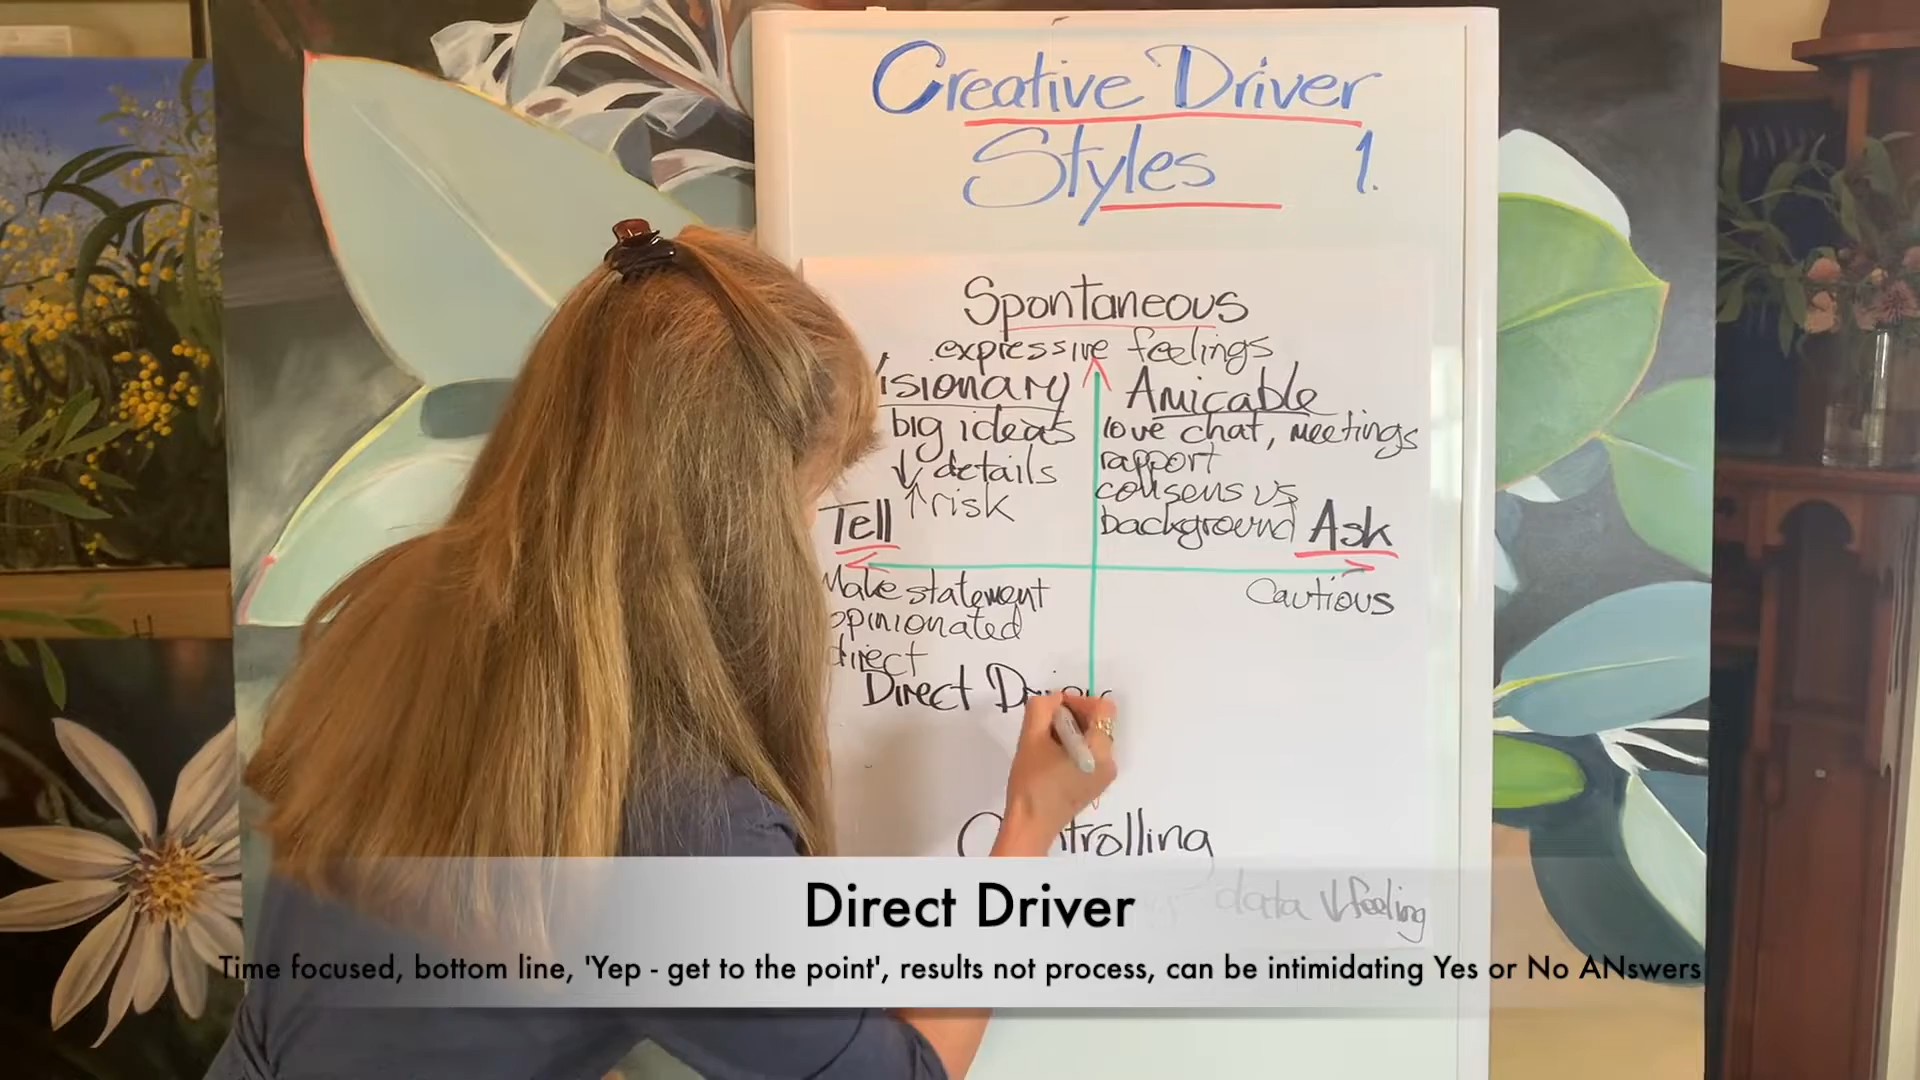 Creative Driver
Styles 1.
Spontaneous
expressive feelings
isionary
big ideas
↓ details
↑ risk
Amicable
love chat, meetings
rapport
consensus
background
Tell
Ask
Make statement
opinionated
direct
Cautious
Direct
trolling
data ↓ feeling
Direct Driver
Time focused, bottom line, 'Yep - get to the point', results not process, can be intimidating Yes or No ANswers